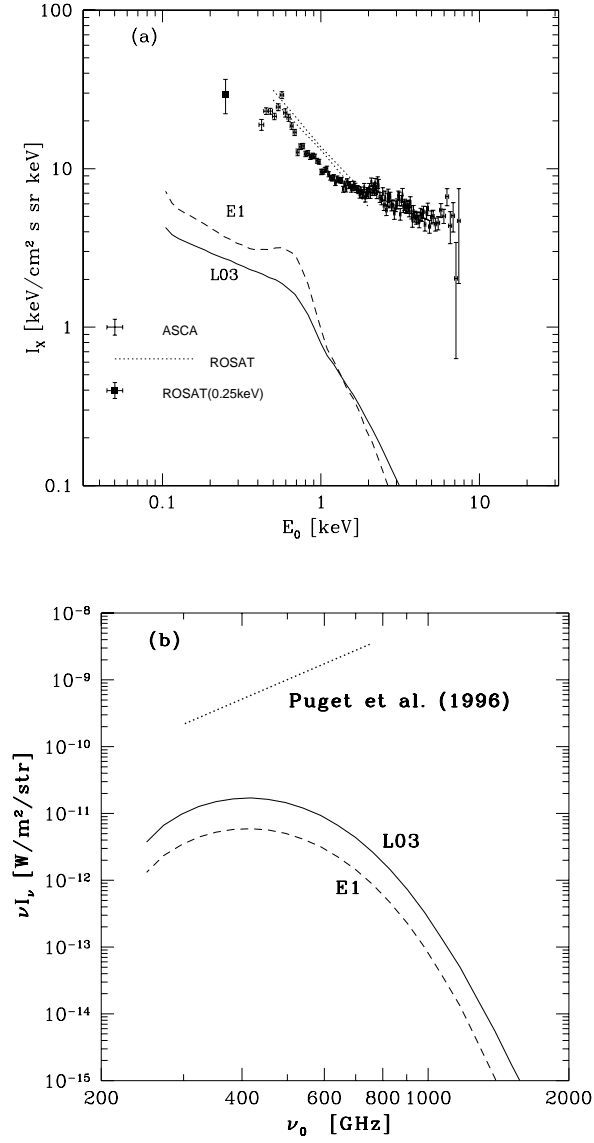 (a)
100
10
1
0.1
I_X [keV/cm² s sr keV]
E1
L03
ASCA
ROSAT
ROSAT(0.25keV)
0.1 1 10
E₀ [keV]
(b)
10⁻⁸
10⁻⁹
10⁻¹⁰
10⁻¹¹
10⁻¹²
10⁻¹³
10⁻¹⁴
10⁻¹⁵
νI_ν [W/m²/str]
Puget et al. (1996)
L03
E1
200 400 600 800 1000 2000
ν₀ [GHz]